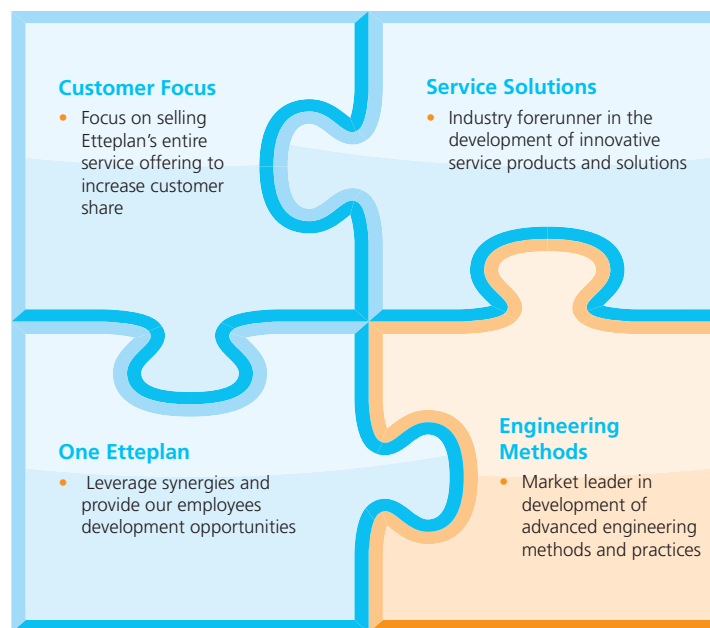 Customer Focus
• Focus on selling
Etteplan's entire
service offering to
increase customer
share
Service Solutions
• Industry forerunner in the
development of innovative
service products and solutions
One Etteplan
• Leverage synergies and
provide our employees
development opportunities
Engineering
Methods
• Market leader in
development of
advanced engineering
methods and practices